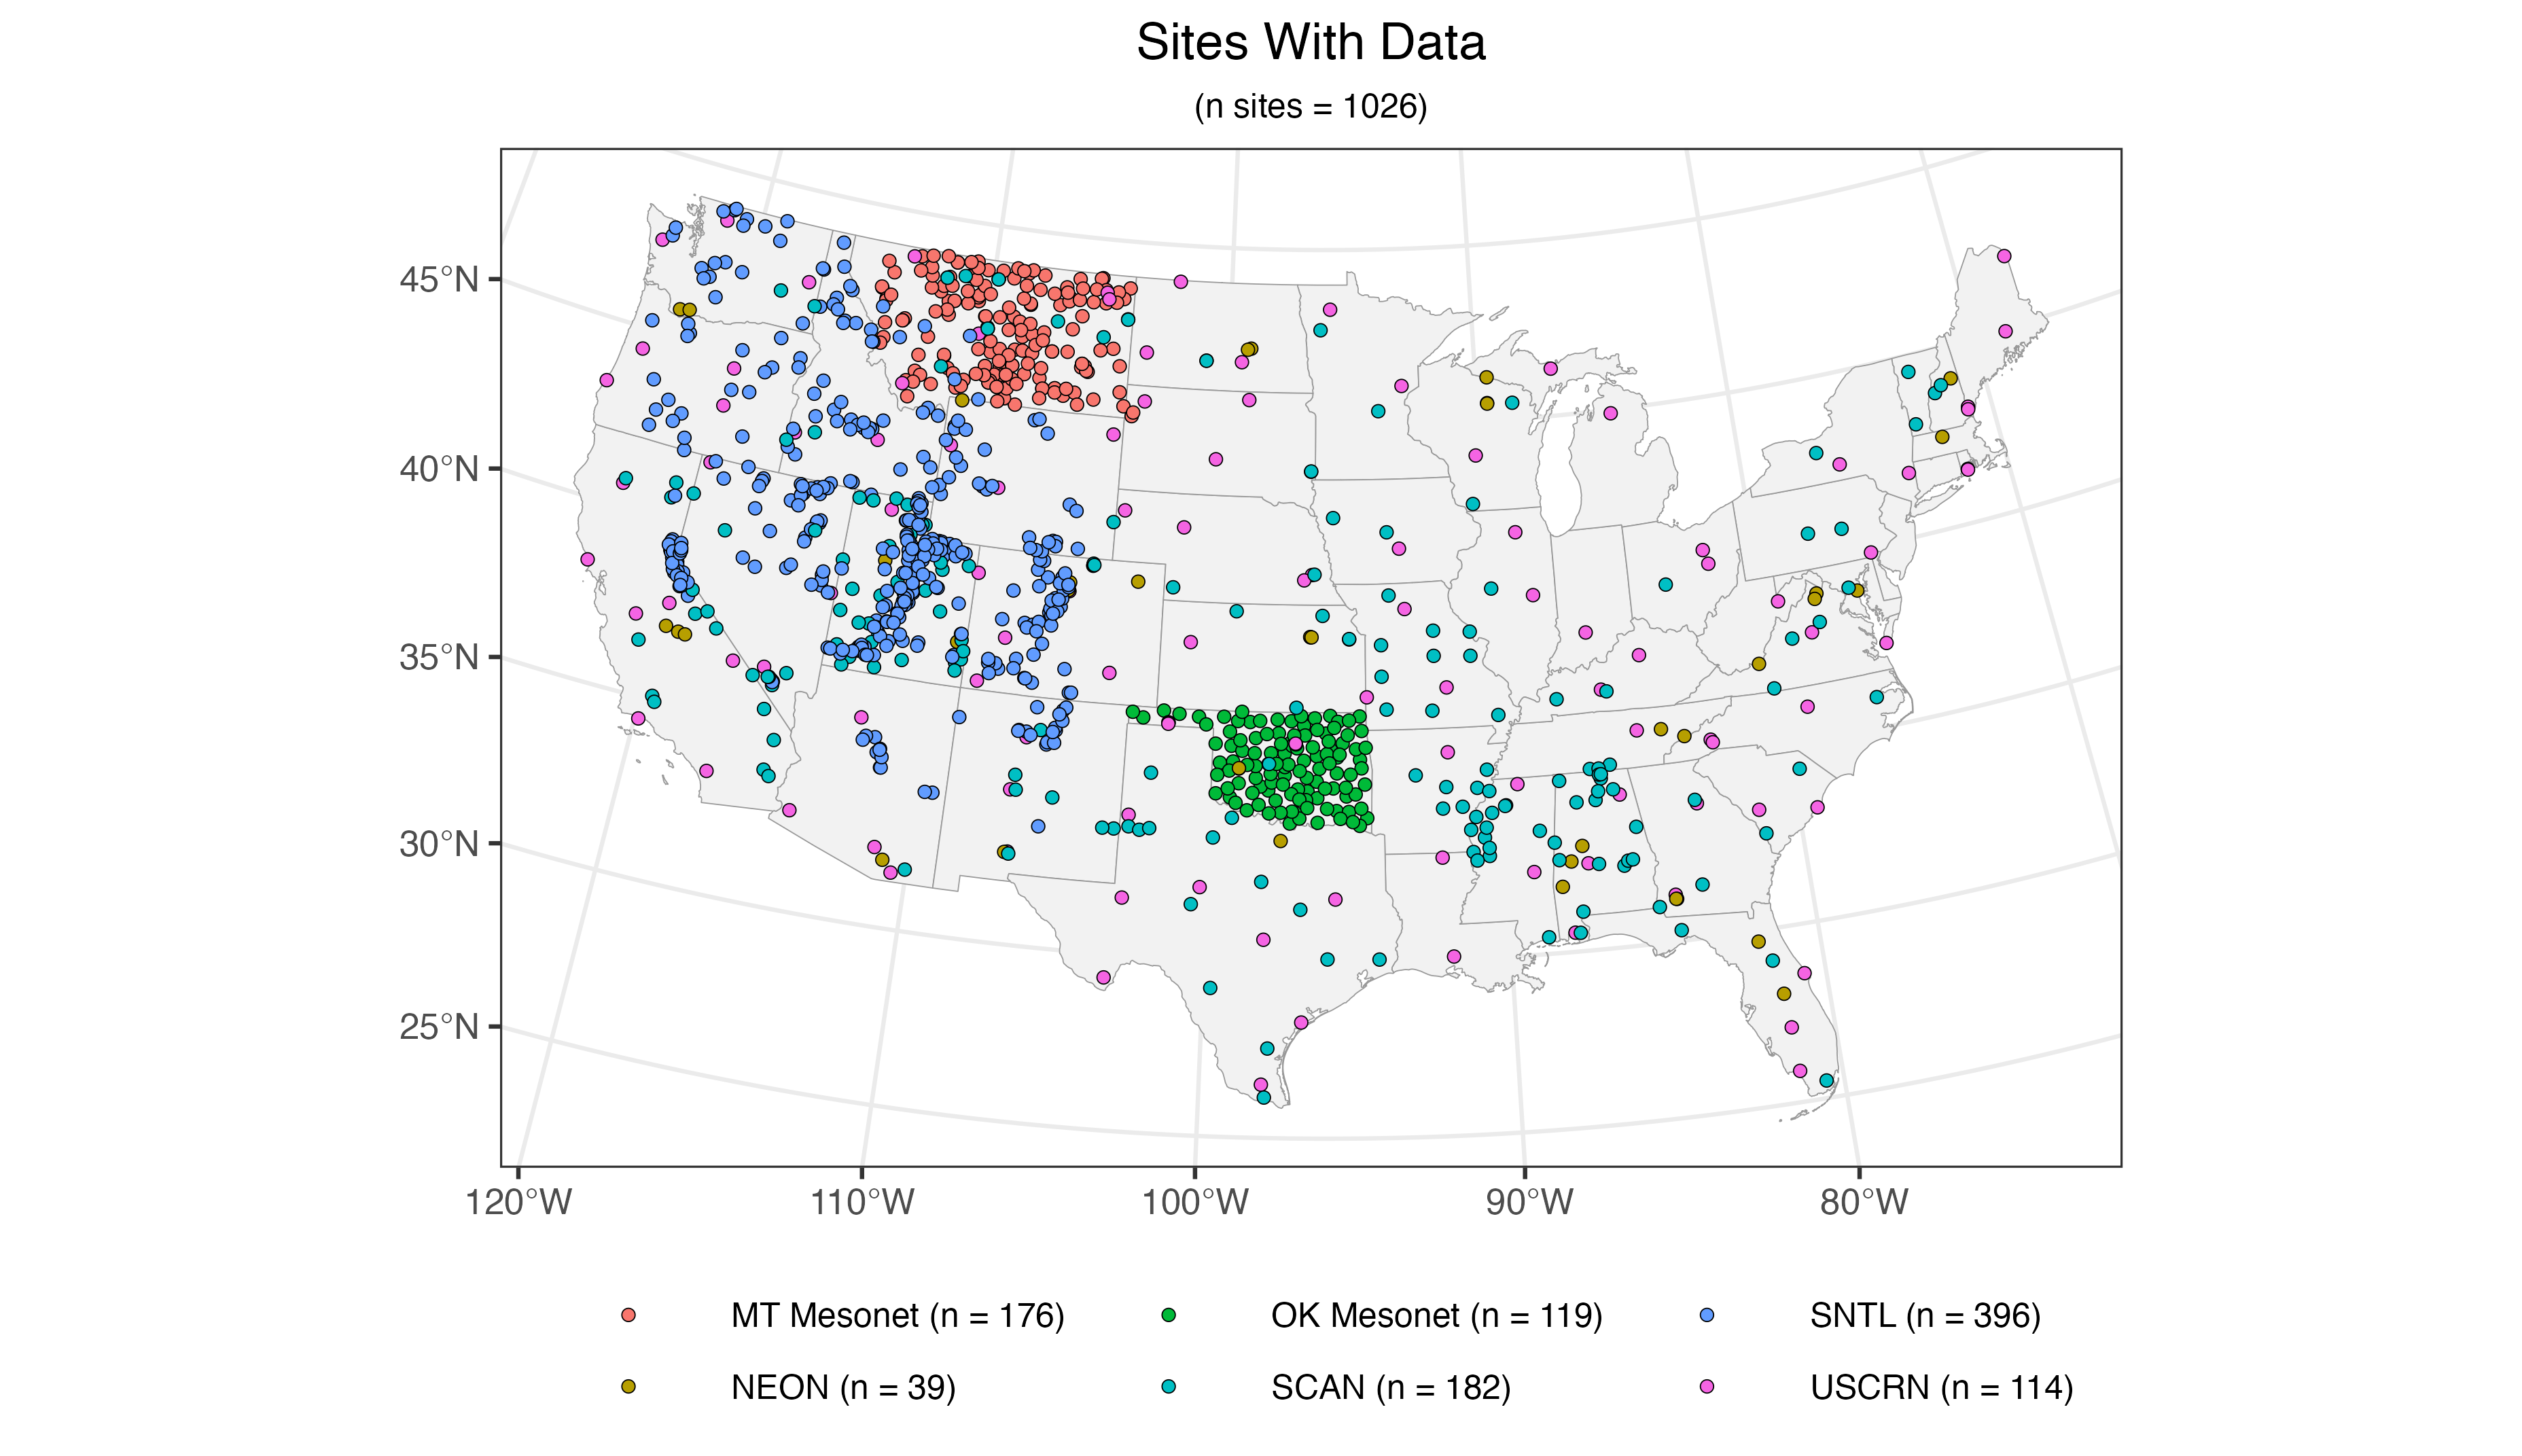 Sites With Data
(n sites = 1026)
45°N
40°N
35°N
30°N
25°N
120°W 110°W 100°W 90°W 80°W
MT Mesonet (n = 176) OK Mesonet (n = 119) SNTL (n = 396)
NEON (n = 39) SCAN (n = 182) USCRN (n = 114)